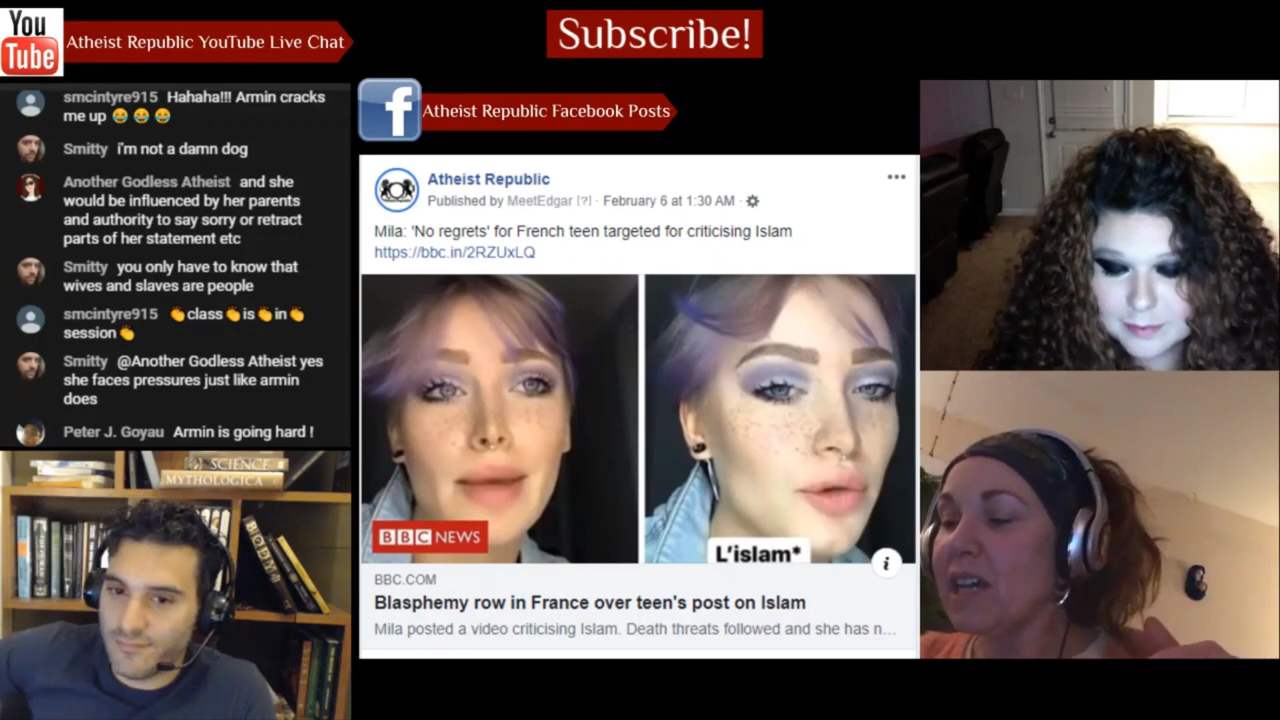 You
Tube
Atheist Republic YouTube Live Chat
Subscribe!
smcintyre915 Hahaha!!! Armin cracks
me up 😂 😂 😂
Smitty i'm not a damn dog
Another Godless Atheist and she
would be influenced by her parents
and authority to say sorry or retract
parts of her statement etc
Smitty you only have to know that
wives and slaves are people
smcintyre915 👏class👏is👏in👏
session👏
Smitty @Another Godless Atheist yes
she faces pressures just like armin
does
Peter J. Goyau Armin is going hard !
SCIENCE
MYTHOLOGICA
BODY
f
Atheist Republic Facebook Posts
Atheist Republic
Published by MeetEdgar [?] · February 6 at 1:30 AM ·
Mila: 'No regrets' for French teen targeted for criticising Islam
https://bbc.in/2RZUxLQ
BBC NEWS
L'islam*
i
BBC.COM
Blasphemy row in France over teen's post on Islam
Mila posted a video criticising Islam. Death threats followed and she has n...